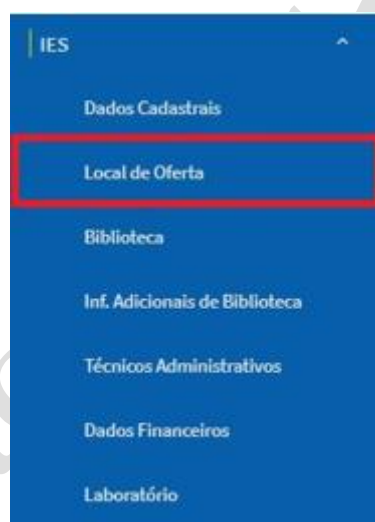 IES
Dados Cadastrais
Local de Oferta
Biblioteca
Inf. Adicionais de Biblioteca
Técnicos Administrativos
Dados Financeiros
Laboratório